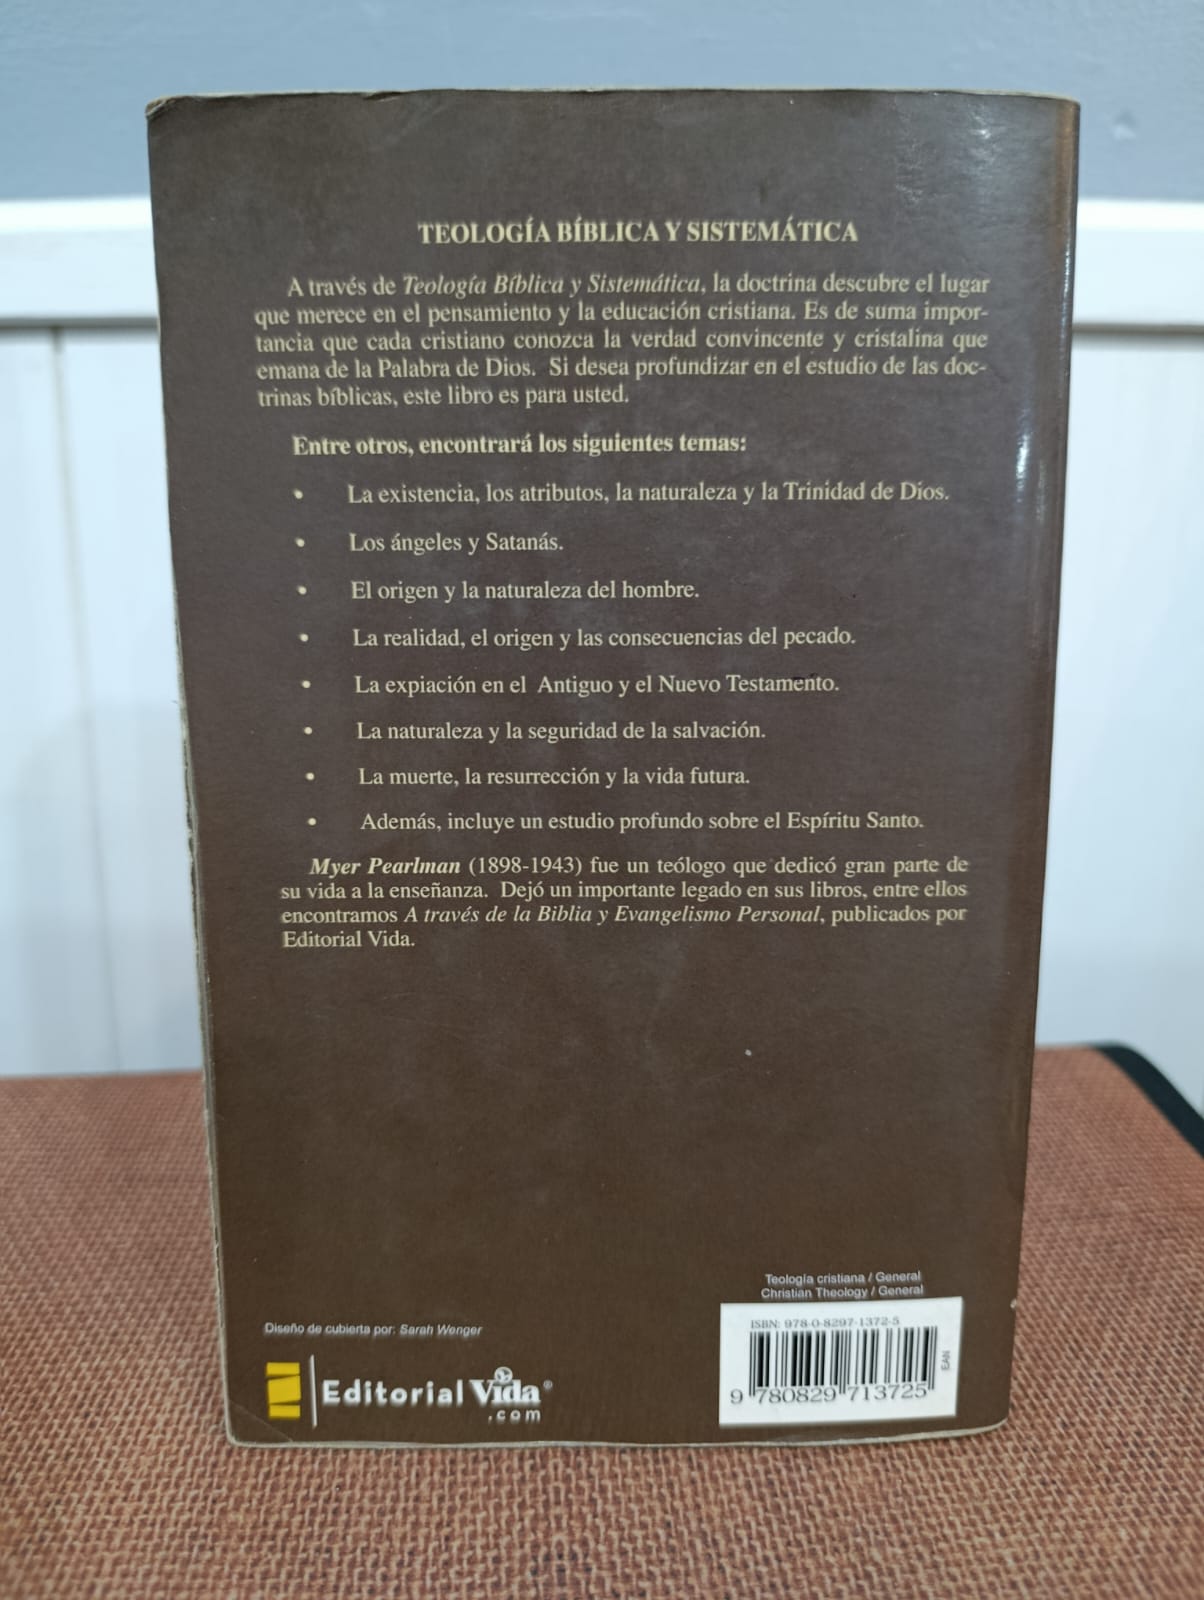 TEOLOGÍA BÍBLICA Y SISTEMÁTICA
A través de Teología Bíblica y Sistemática, la doctrina descubre el lugar
que merece en el pensamiento y la educación cristiana. Es de suma impor-
tancia que cada cristiano conozca la verdad convincente y cristalina que
emana de la Palabra de Dios. Si desea profundizar en el estudio de las doc-
trinas bíblicas, este libro es para usted.
Entre otros, encontrará los siguientes temas:
• La existencia, los atributos, la naturaleza y la Trinidad de Dios.
• Los ángeles y Satanás.
• El origen y la naturaleza del hombre.
• La realidad, el origen y las consecuencias del pecado.
• La expiación en el Antiguo y el Nuevo Testamento.
• La naturaleza y la seguridad de la salvación.
• La muerte, la resurrección y la vida futura.
• Además, incluye un estudio profundo sobre el Espíritu Santo.
Myer Pearlman (1898-1943) fue un teólogo que dedicó gran parte de
su vida a la enseñanza. Dejó un importante legado en sus libros, entre ellos
encontramos A través de la Biblia y Evangelismo Personal, publicados por
Editorial Vida.
Teología cristiana / General
Christian Theology / General
ISBN: 978-0-8297-1372-5
EAN
9 780829 713725
Diseño de cubierta por: Sarah Wenger
Editorial Vida®
.com